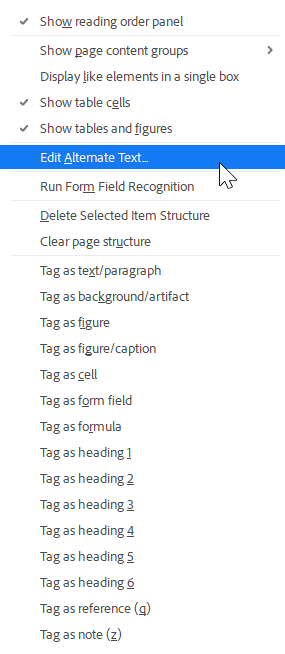 Show reading order panel
Show page content groups
Display like elements in a single box
Show table cells
Show tables and figures
Edit Alternate Text...
Run Form Field Recognition
Delete Selected Item Structure
Clear page structure
Tag as text/paragraph
Tag as background/artifact
Tag as figure
Tag as figure/caption
Tag as cell
Tag as form field
Tag as formula
Tag as heading 1
Tag as heading 2
Tag as heading 3
Tag as heading 4
Tag as heading 5
Tag as heading 6
Tag as reference (q)
Tag as note (z)